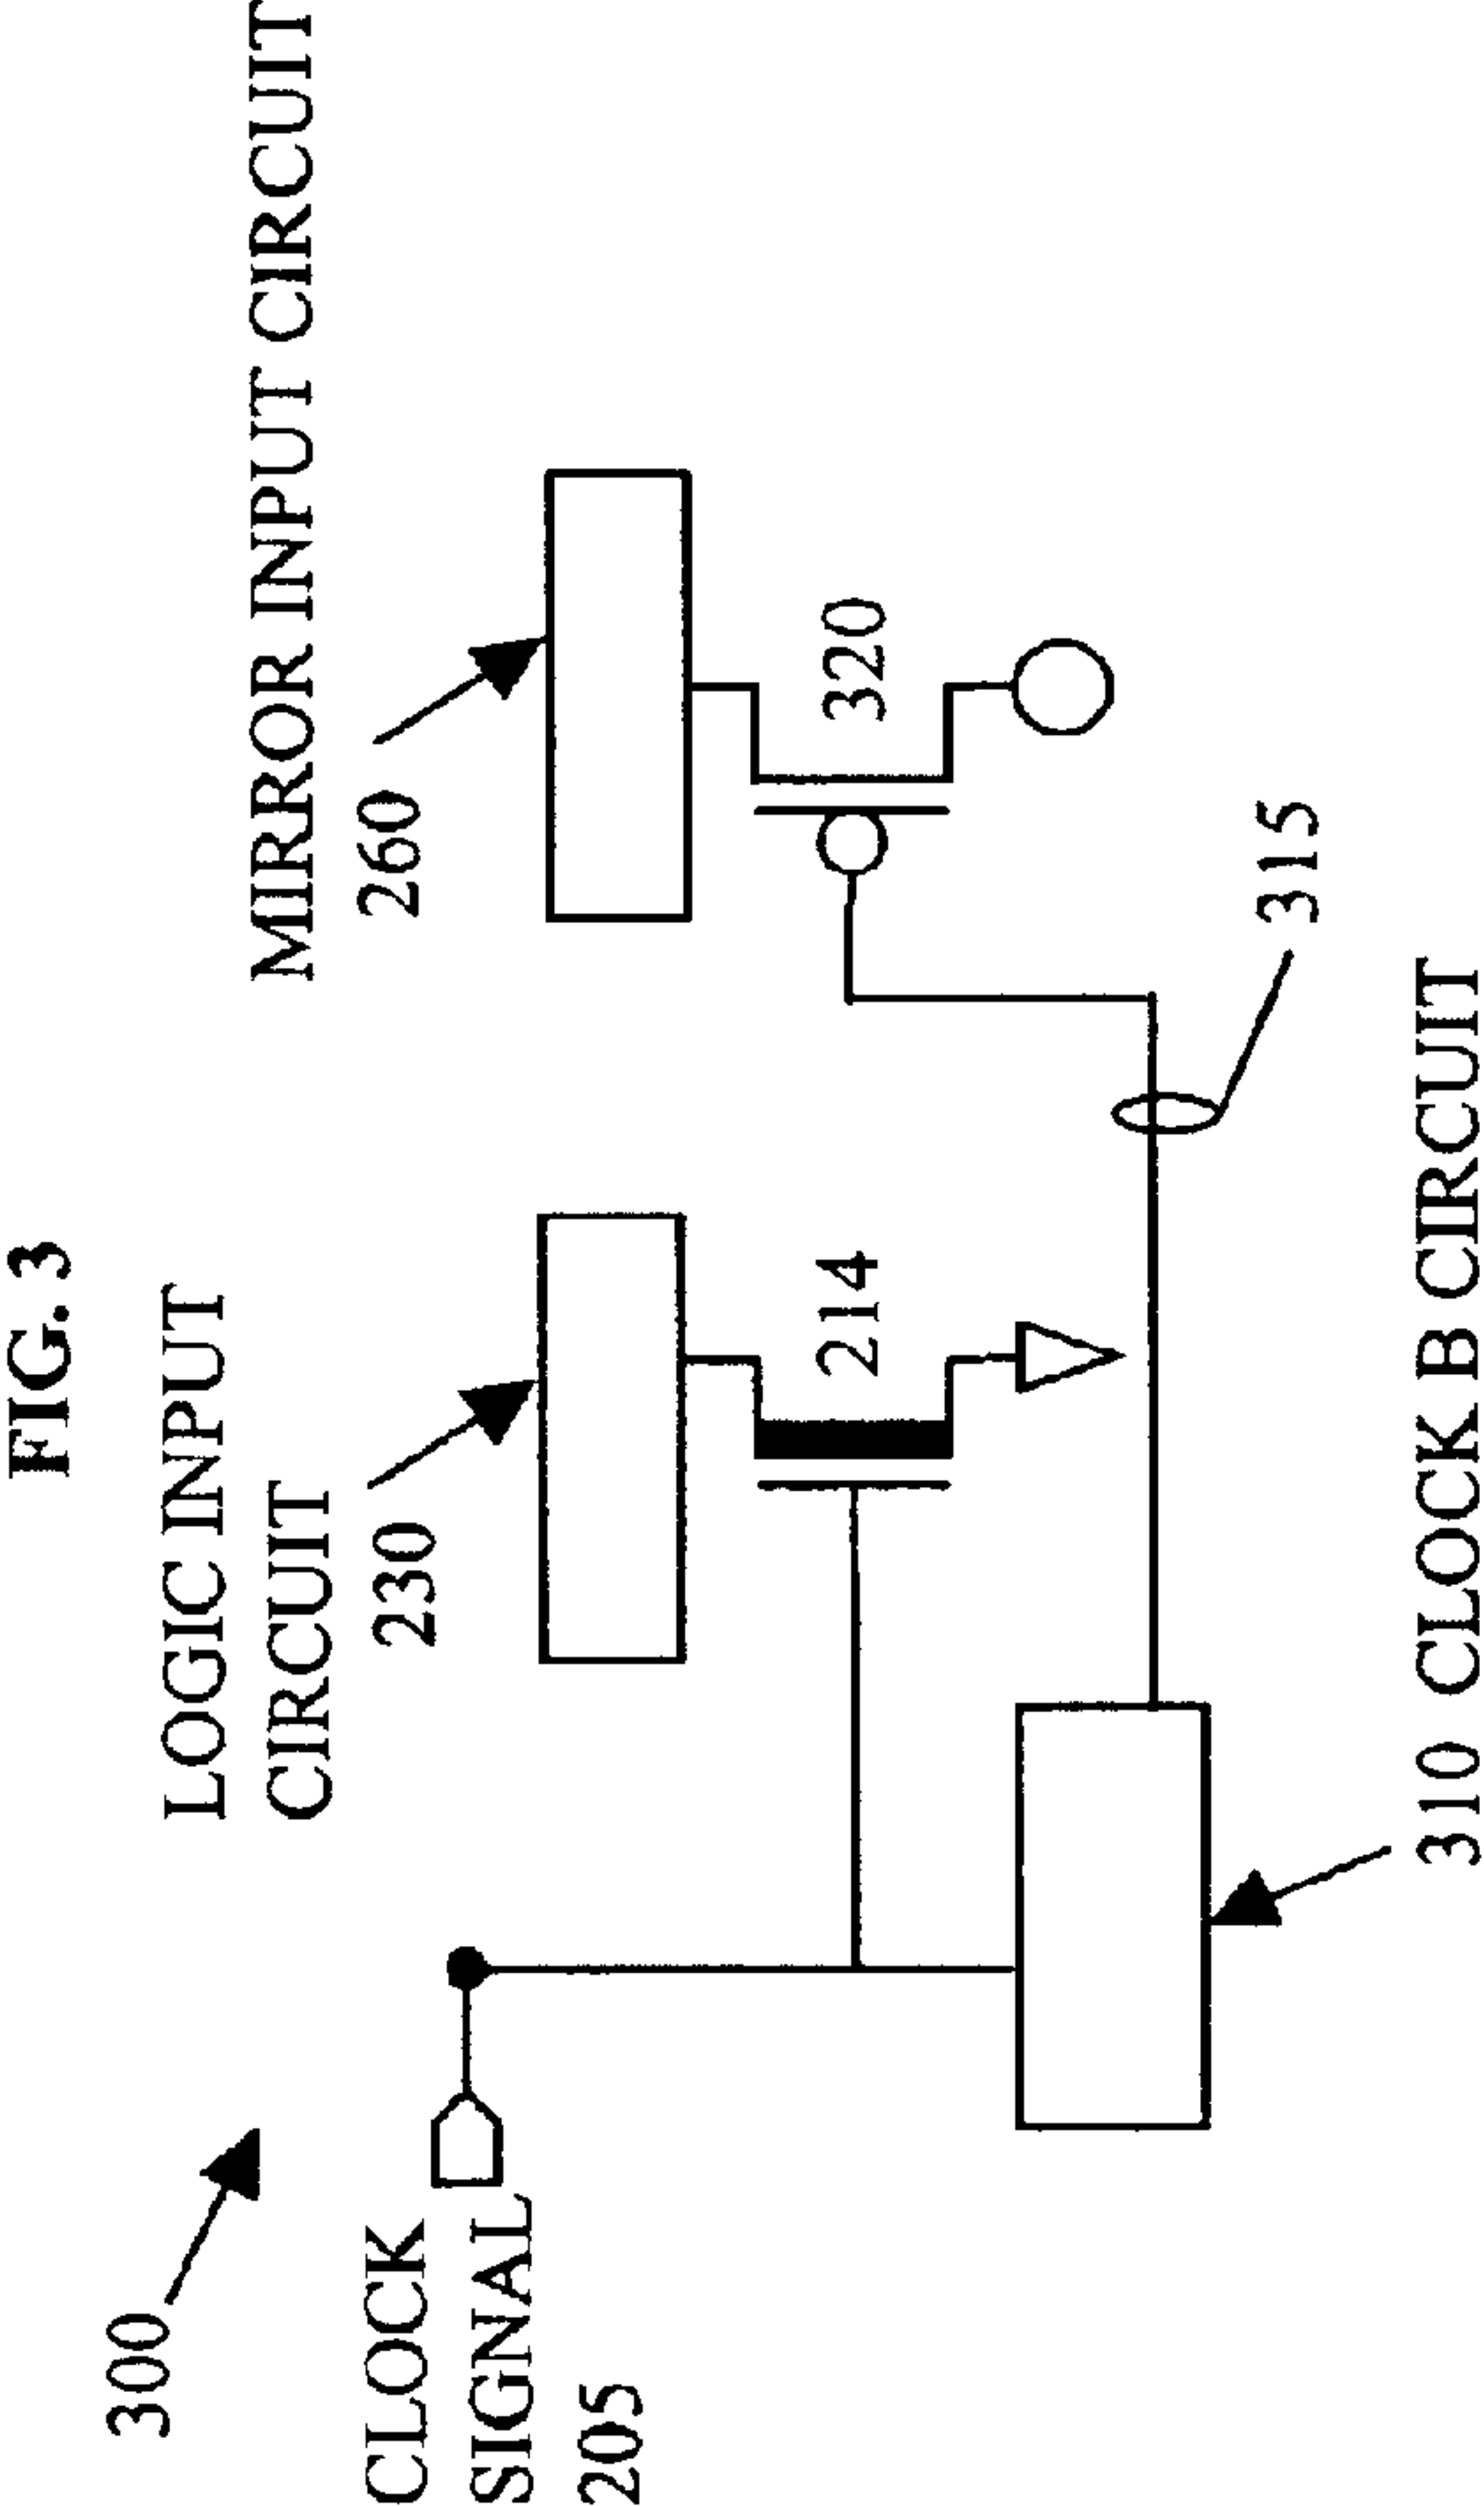 FIG. 3
300
LOGIC INPUT
CIRCUIT
230
MIRROR INPUT CIRCUIT
260
CLOCK
SIGNAL
205
214
320
315
310 CLOCK B CIRCUIT